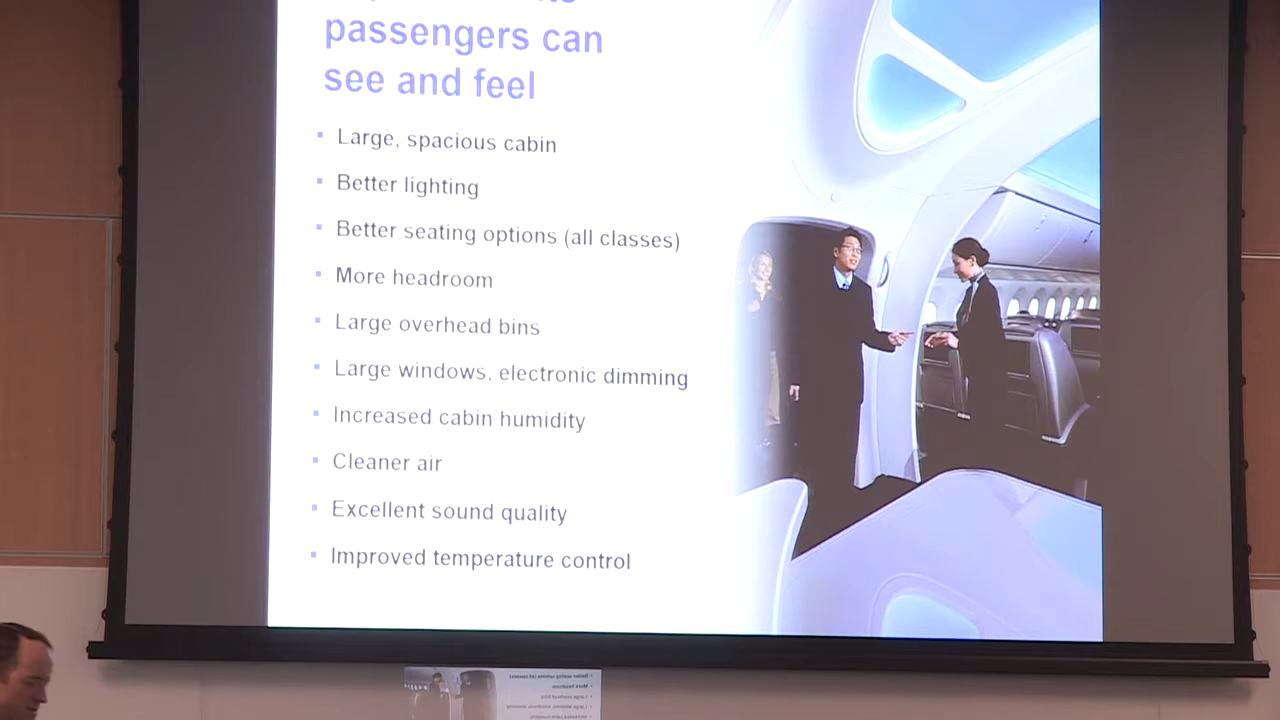 passengers can
see and feel
▪ Large, spacious cabin
▪ Better lighting
▪ Better seating options (all classes)
▪ More headroom
▪ Large overhead bins
▪ Large windows, electronic dimming
▪ Increased cabin humidity
▪ Cleaner air
▪ Excellent sound quality
▪ Improved temperature control